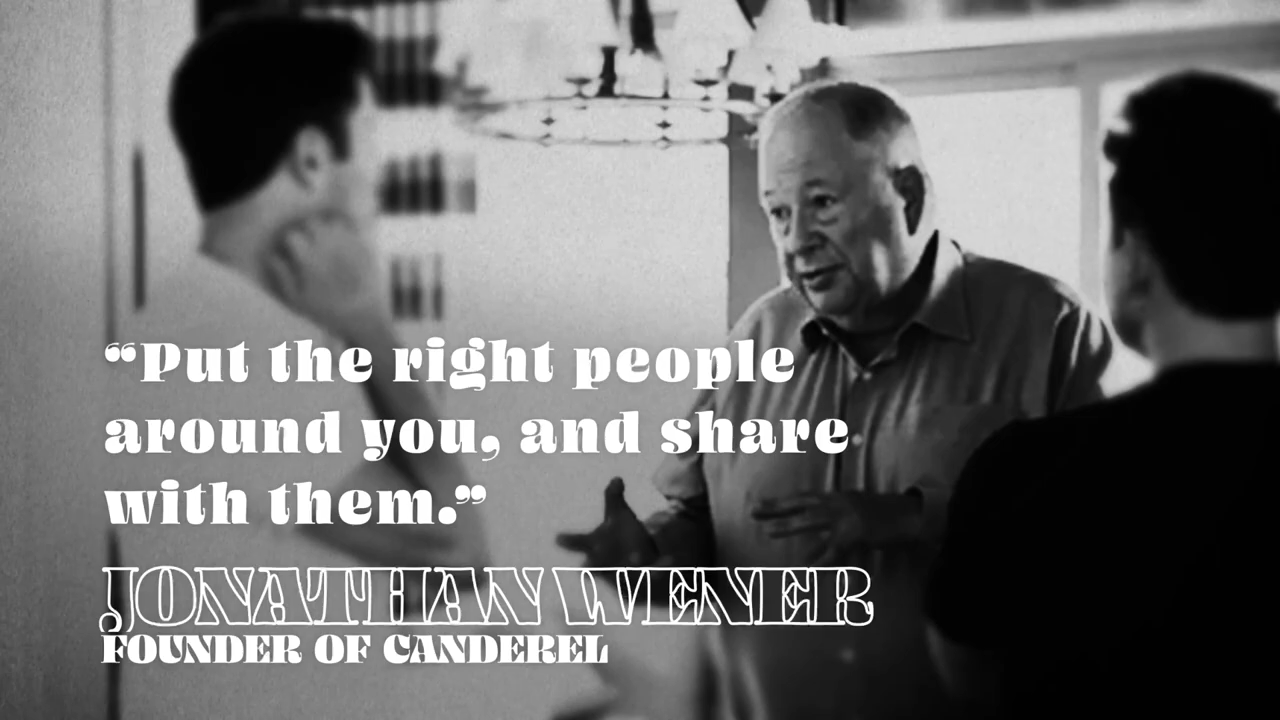 “Put the right people
around you, and share
with them.”
JONATHAN WENER
FOUNDER OF CANDEREL